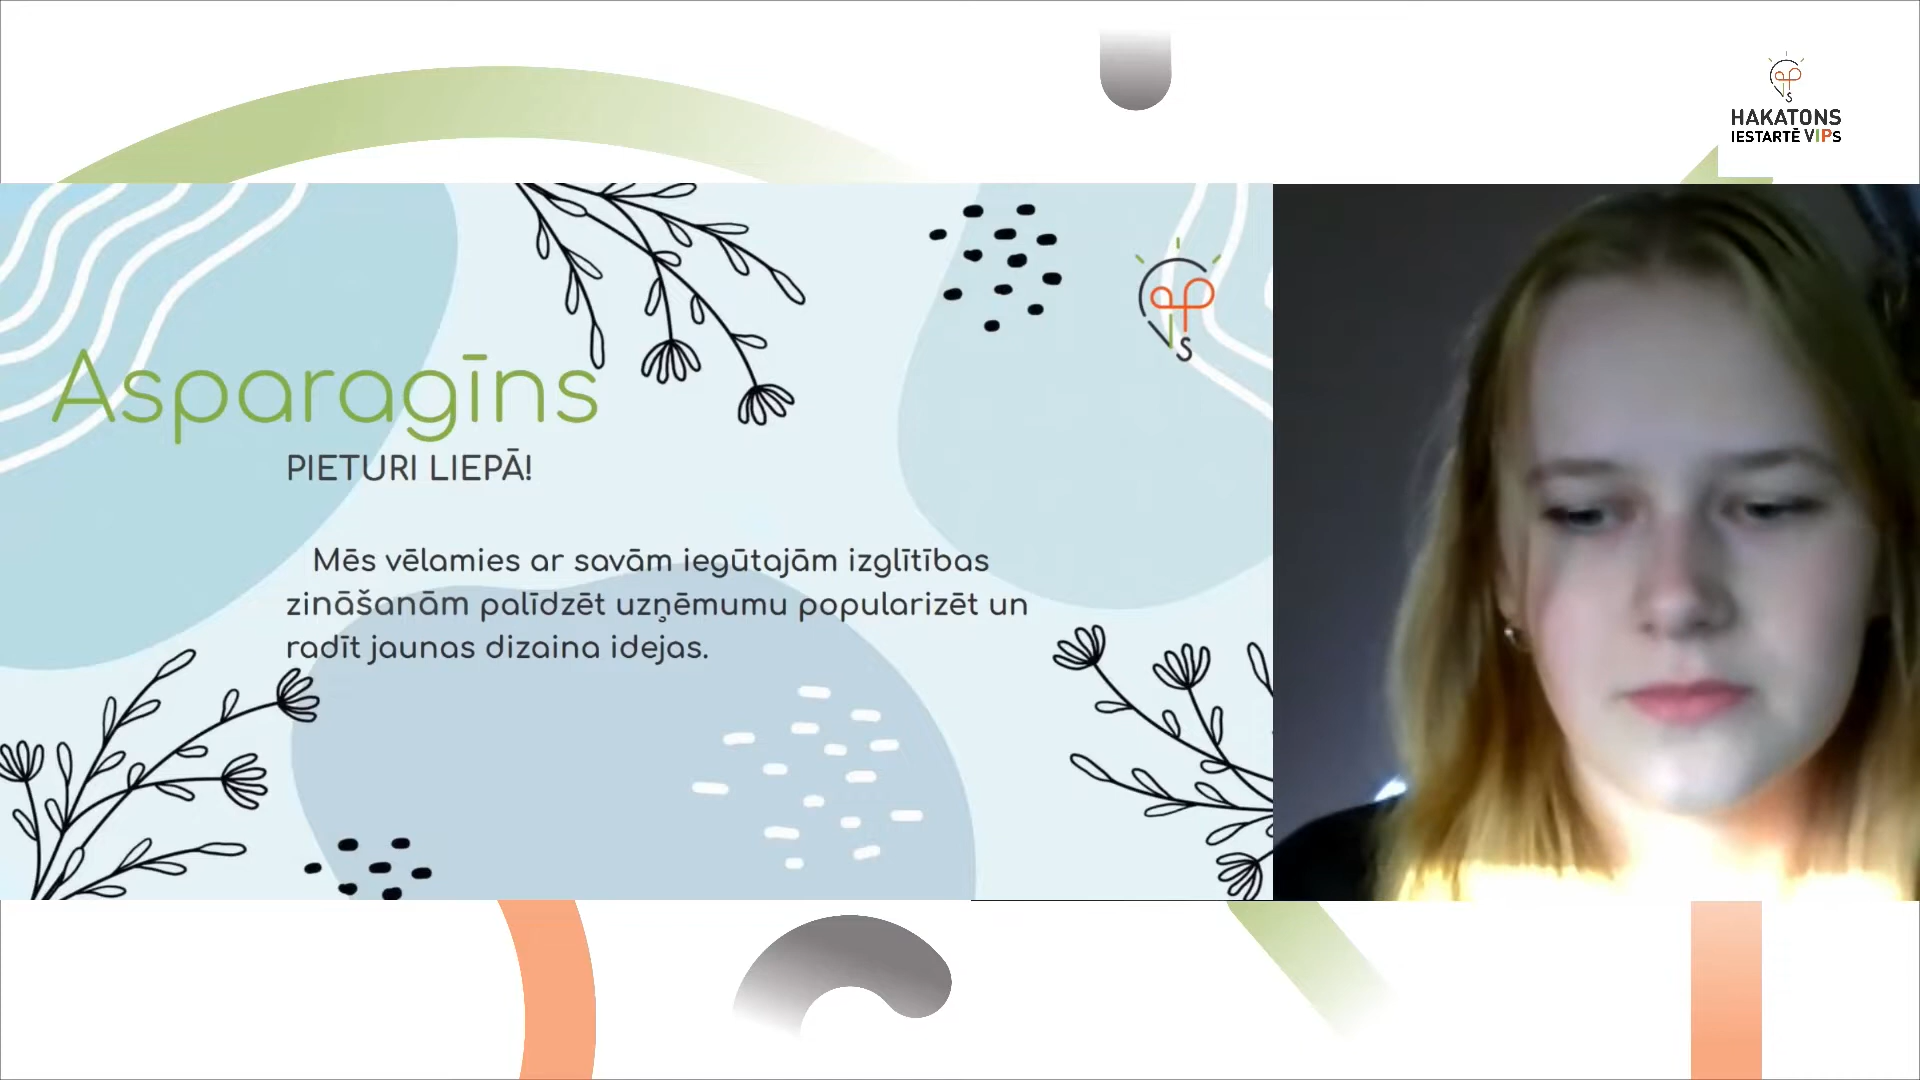 HAKATONS
IESTARTĒ VIPS
Asparagīns
PIETURI LIEPĀ!
Mēs vēlamies ar savām iegūtajām izglītības
zināšanām palīdzēt uzņēmumu popularizēt un
radīt jaunas dizaina idejas.